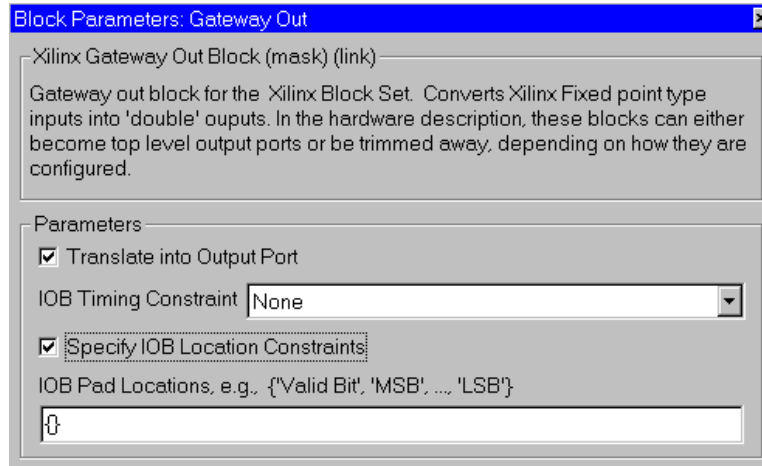 Block Parameters: Gateway Out
Xilinx Gateway Out Block (mask) (link)
Gateway out block for the Xilinx Block Set. Converts Xilinx Fixed point type
inputs into 'double' ouputs. In the hardware description, these blocks can either
become top level output ports or be trimmed away, depending on how they are
configured.
Parameters
Translate into Output Port
IOB Timing Constraint None
Specify IOB Location Constraints
IOB Pad Locations, e.g., {'Valid Bit', 'MSB', ..., 'LSB'}
{}